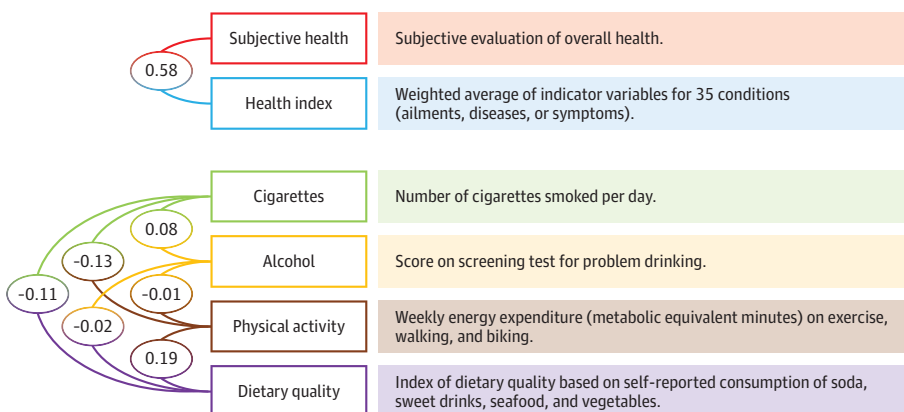 Subjective health
Subjective evaluation of overall health.
0.58
Health index
Weighted average of indicator variables for 35 conditions
(ailments, diseases, or symptoms).
Cigarettes
Number of cigarettes smoked per day.
0.08
Alcohol
Score on screening test for problem drinking.
-0.13
-0.11
-0.01
-0.02
Physical activity
Weekly energy expenditure (metabolic equivalent minutes) on exercise,
walking, and biking.
0.19
Dietary quality
Index of dietary quality based on self-reported consumption of soda,
sweet drinks, seafood, and vegetables.